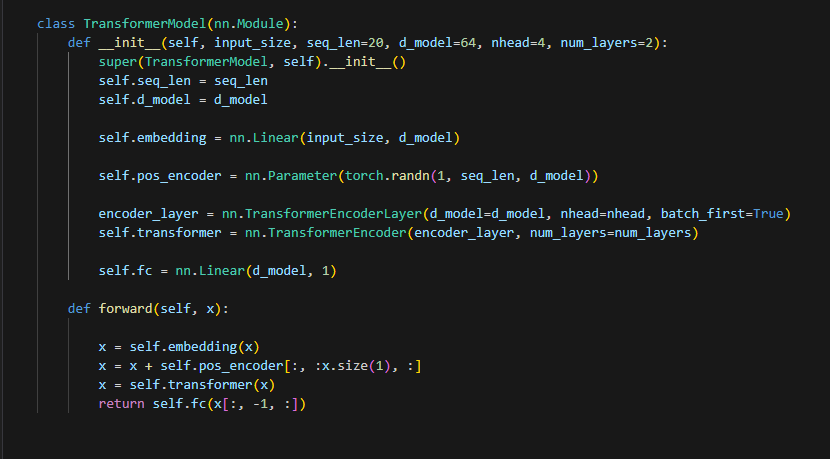 class TransformerModel(nn.Module):
    def __init__(self, input_size, seq_len=20, d_model=64, nhead=4, num_layers=2):
        super(TransformerModel, self).__init__()
        self.seq_len = seq_len
        self.d_model = d_model

        self.embedding = nn.Linear(input_size, d_model)

        self.pos_encoder = nn.Parameter(torch.randn(1, seq_len, d_model))

        encoder_layer = nn.TransformerEncoderLayer(d_model=d_model, nhead=nhead, batch_first=True)
        self.transformer = nn.TransformerEncoder(encoder_layer, num_layers=num_layers)

        self.fc = nn.Linear(d_model, 1)

    def forward(self, x):

        x = self.embedding(x)
        x = x + self.pos_encoder[:, :x.size(1), :]
        x = self.transformer(x)
        return self.fc(x[:, -1, :])